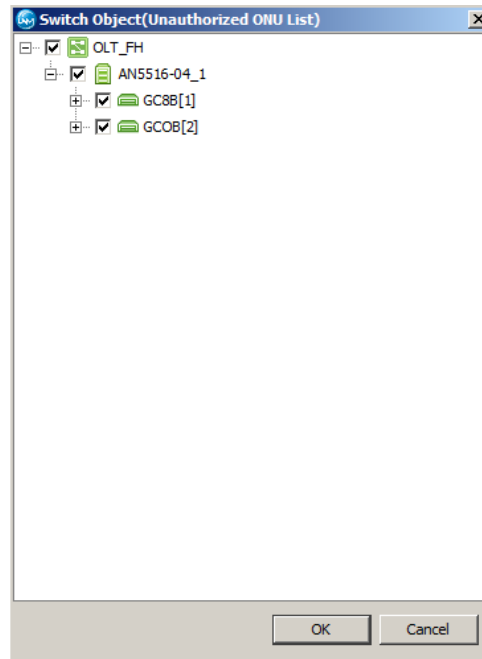 Switch Object(Unauthorized ONU List)
OLT_FH
AN5516-04_1
GC8B[1]
GCOB[2]
OK
Cancel